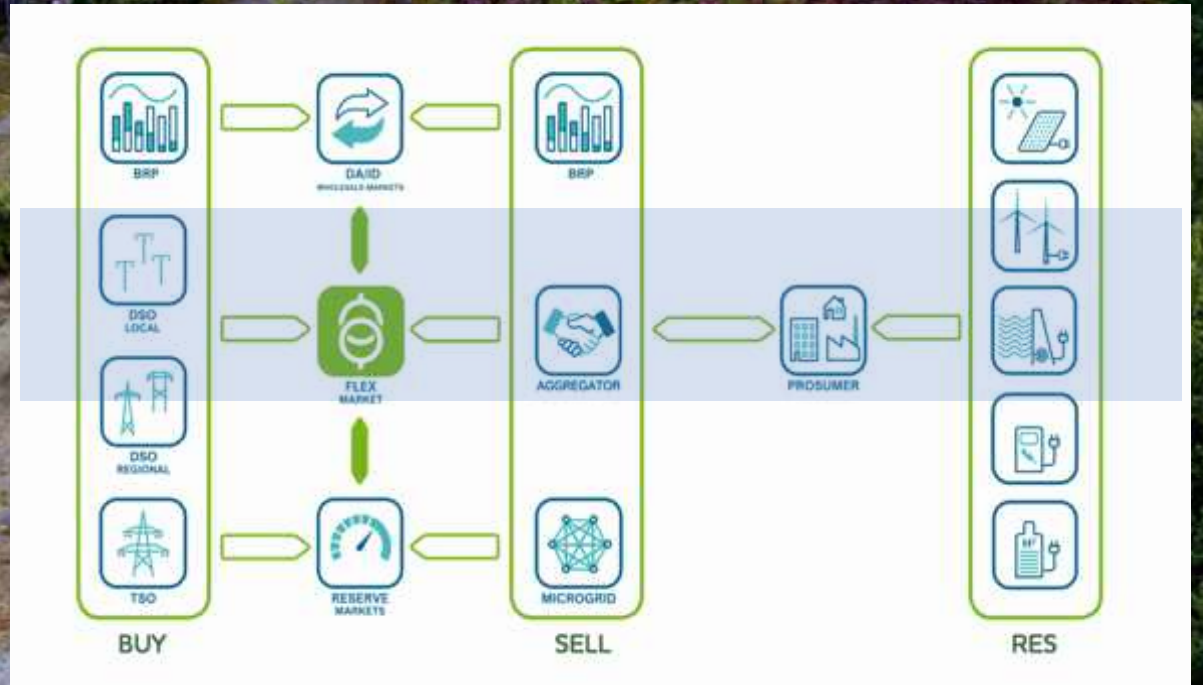 BRP
DA/ID
WHOLESALE MARKETS
BRP
DSO
LOCAL
FLEX
MARKET
AGGREGATOR
PROSUMER
DSO
REGIONAL
H²
TSO
RESERVE
MARKETS
MICROGRID
BUY
SELL
RES